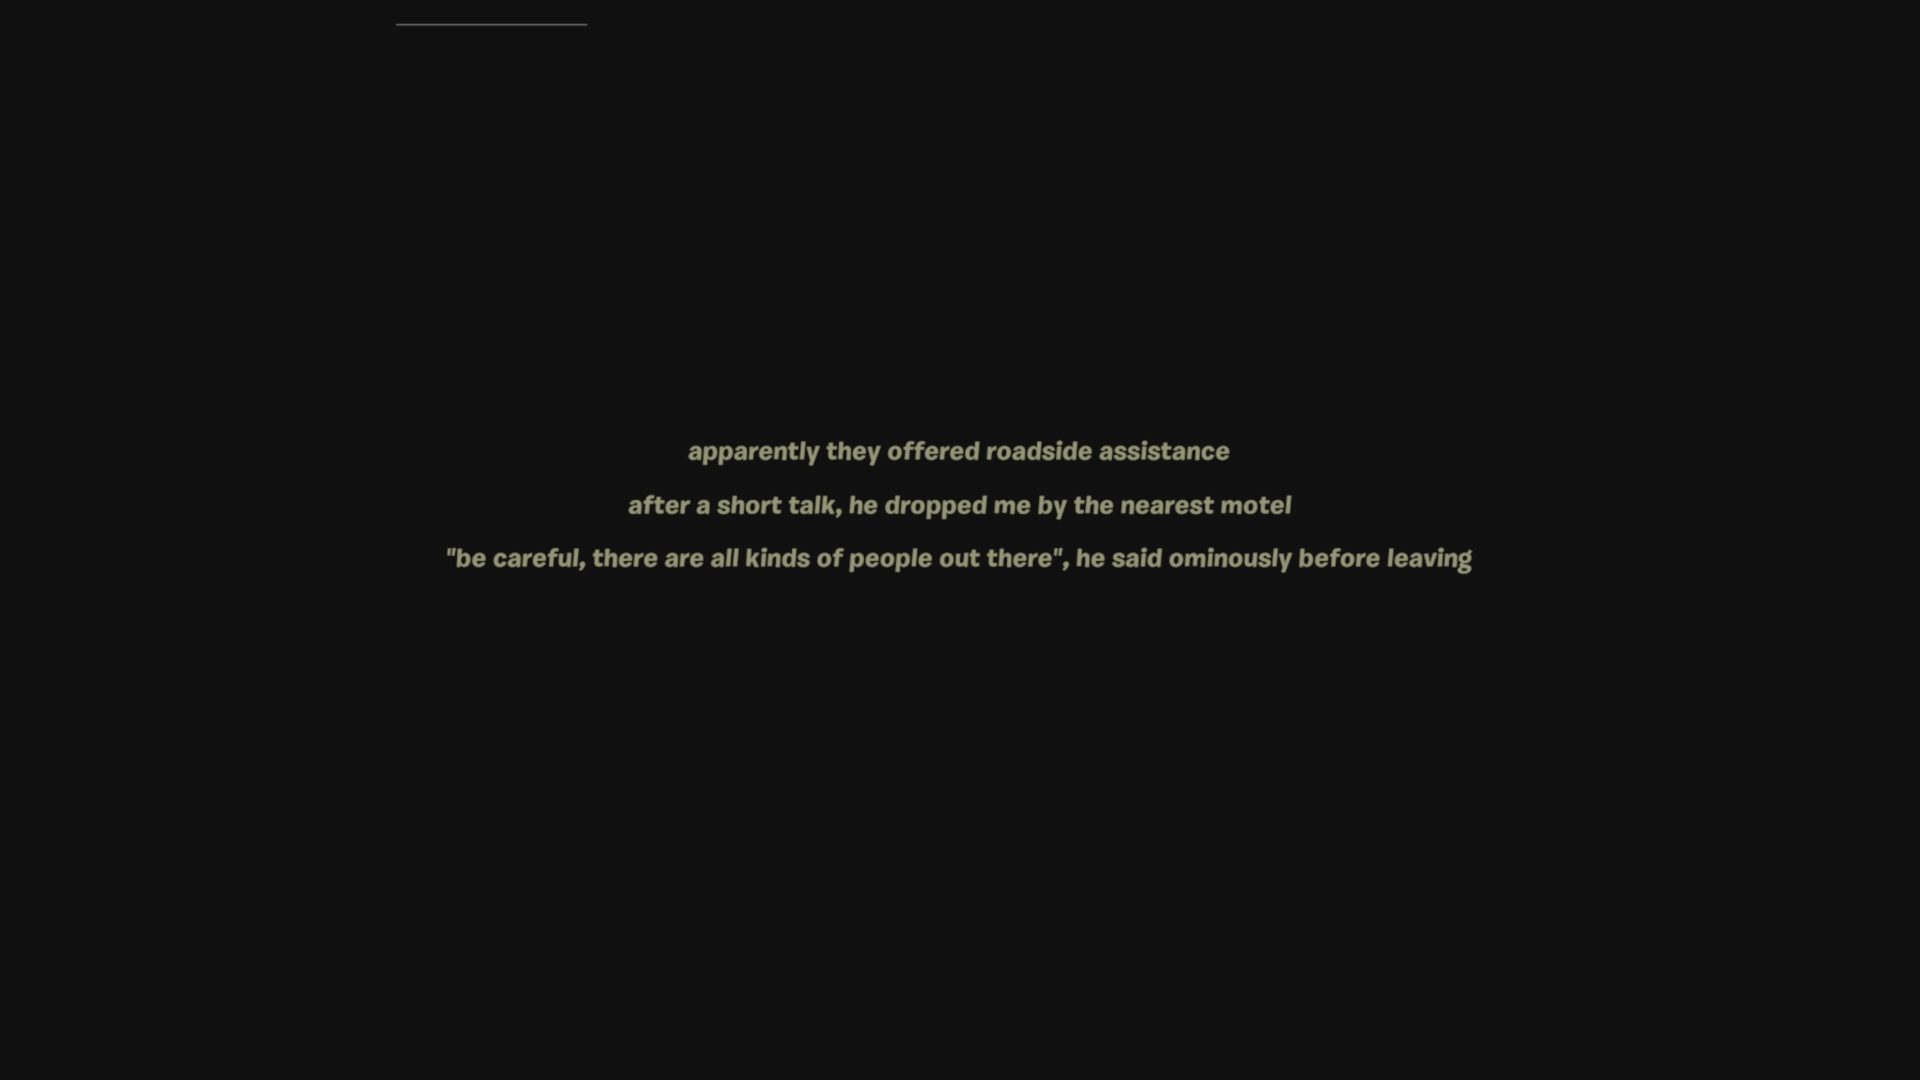 apparently they offered roadside assistance
after a short talk, he dropped me by the nearest motel
"be careful, there are all kinds of people out there", he said ominously before leaving